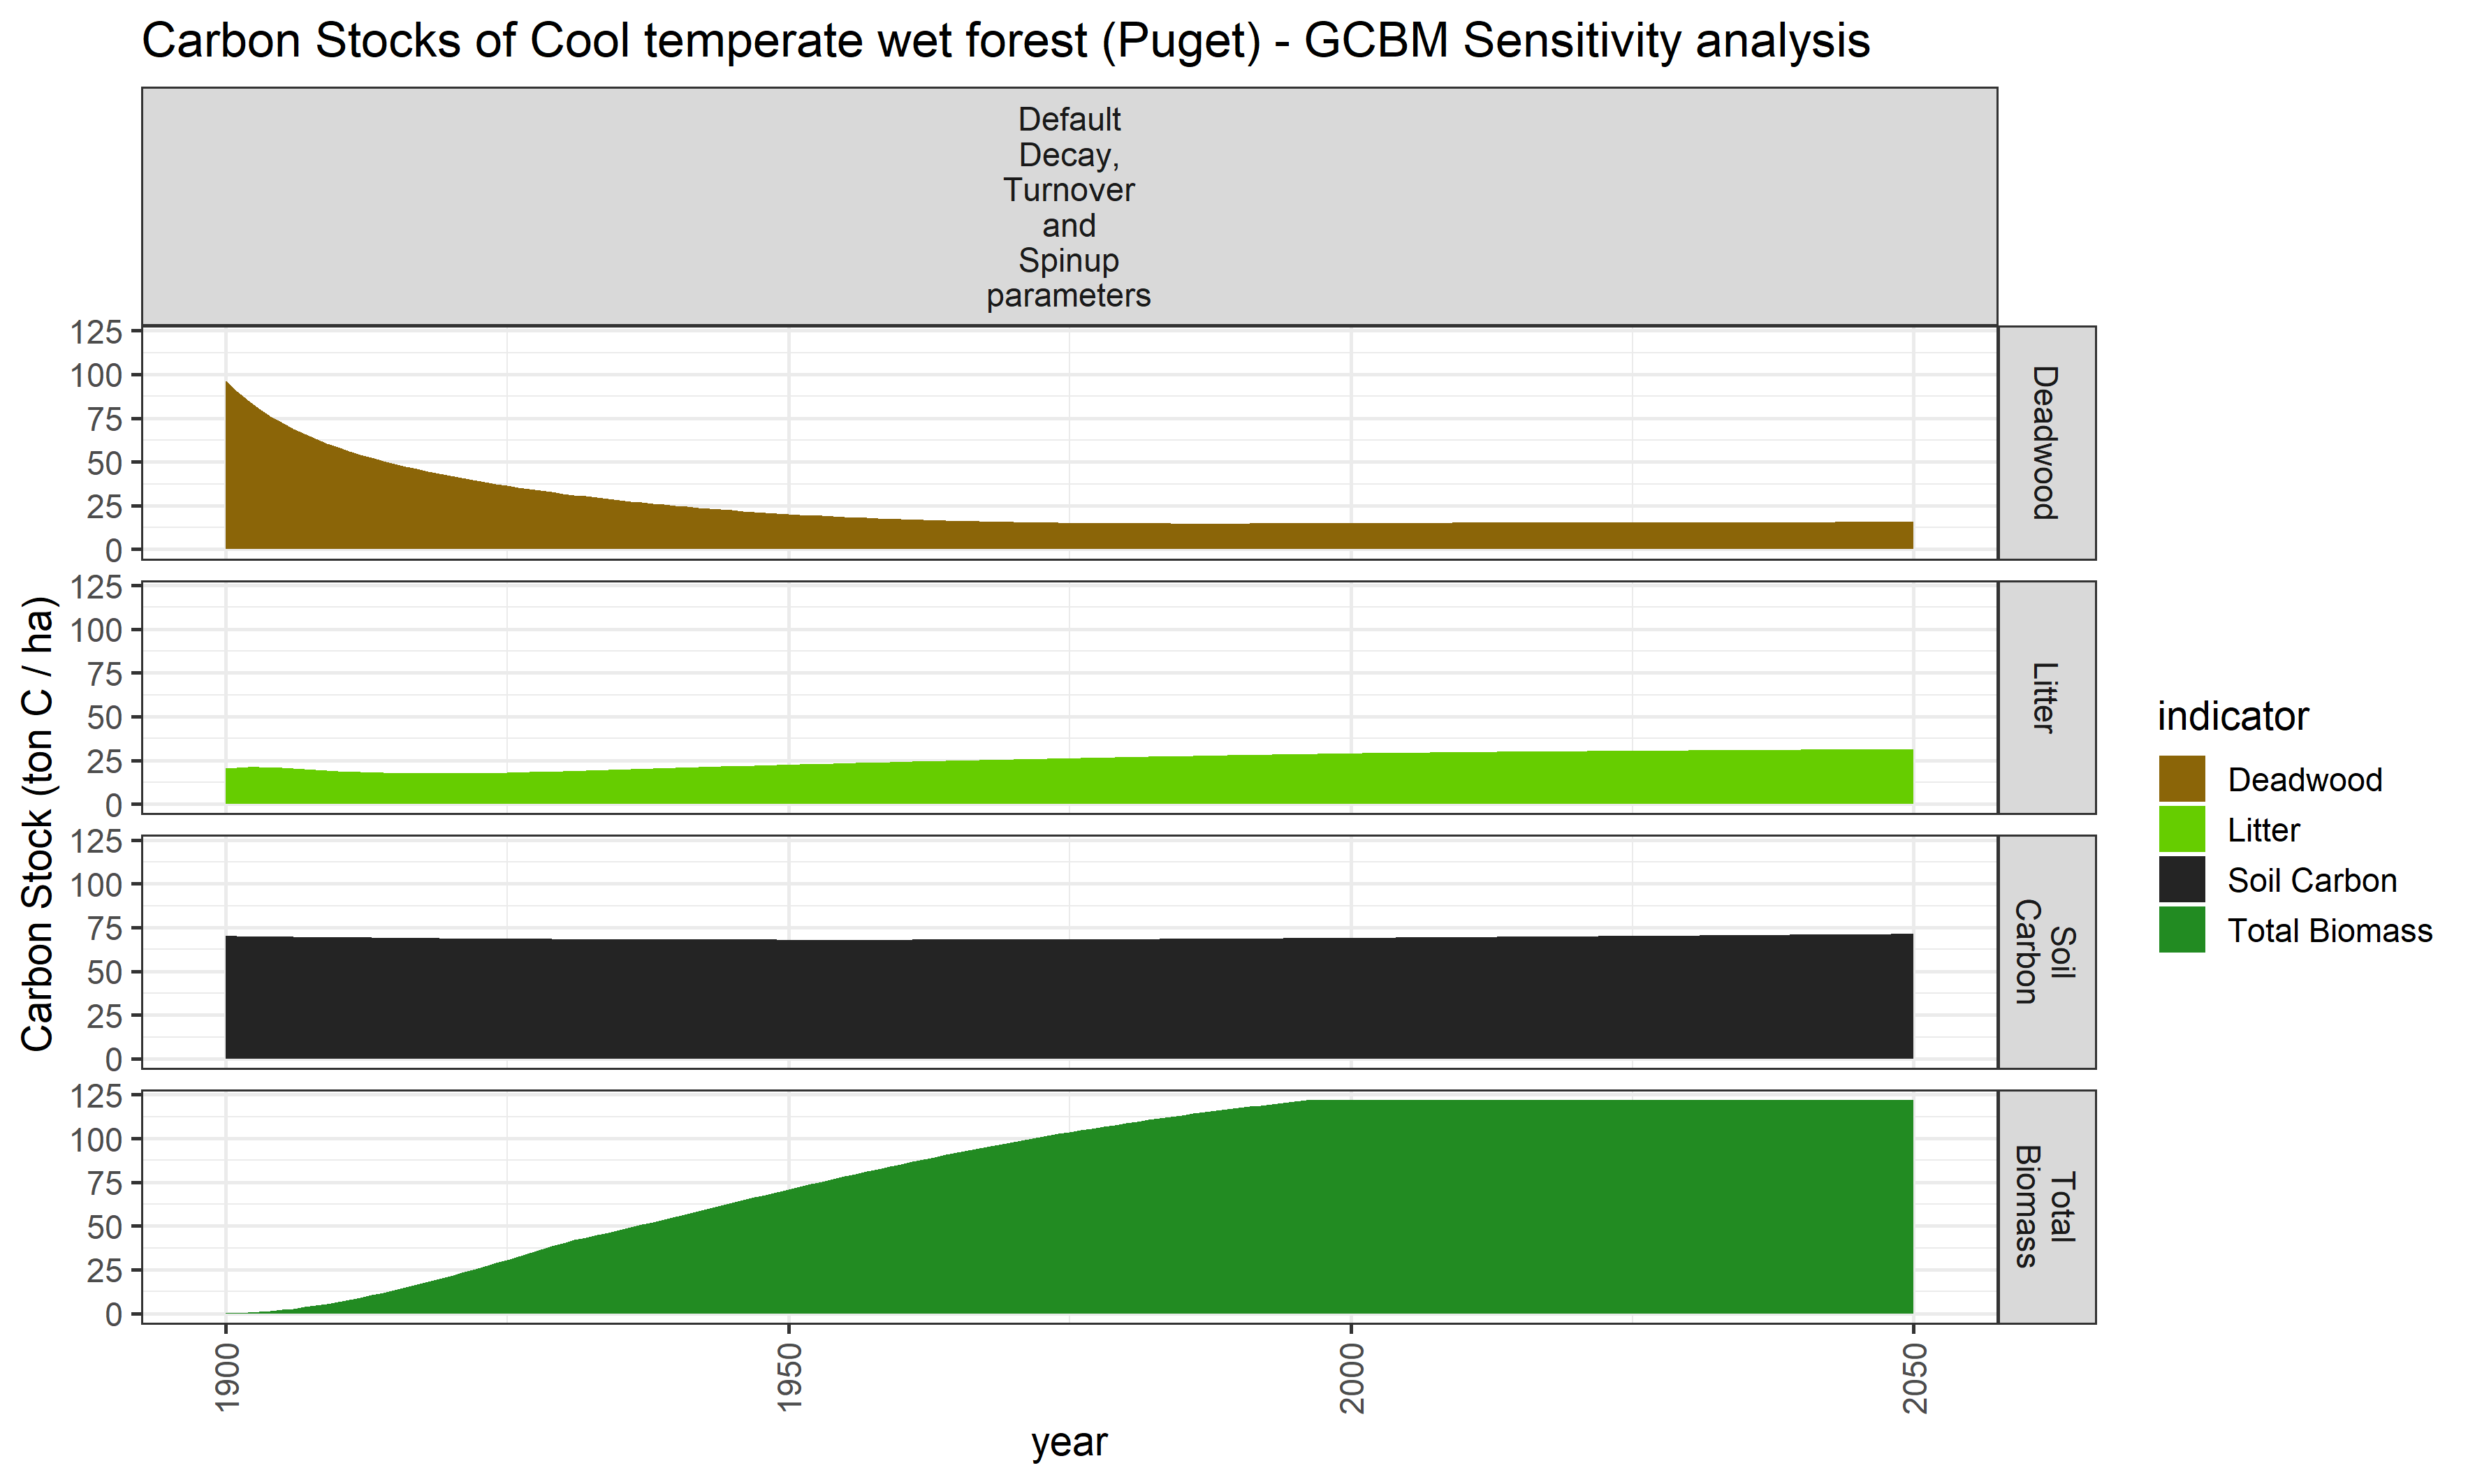 Carbon Stocks of Cool temperate wet forest (Puget) - GCBM Sensitivity analysis
Default
Decay,
Turnover
and
Spinup
parameters
Carbon Stock (ton C / ha)
125
100
75
50
25
0
Deadwood
125
100
75
50
25
0
Litter
125
100
75
50
25
0
Soil
Carbon
125
100
75
50
25
0
Total
Biomass
1900
1950
2000
2050
year
indicator
Deadwood
Litter
Soil Carbon
Total Biomass